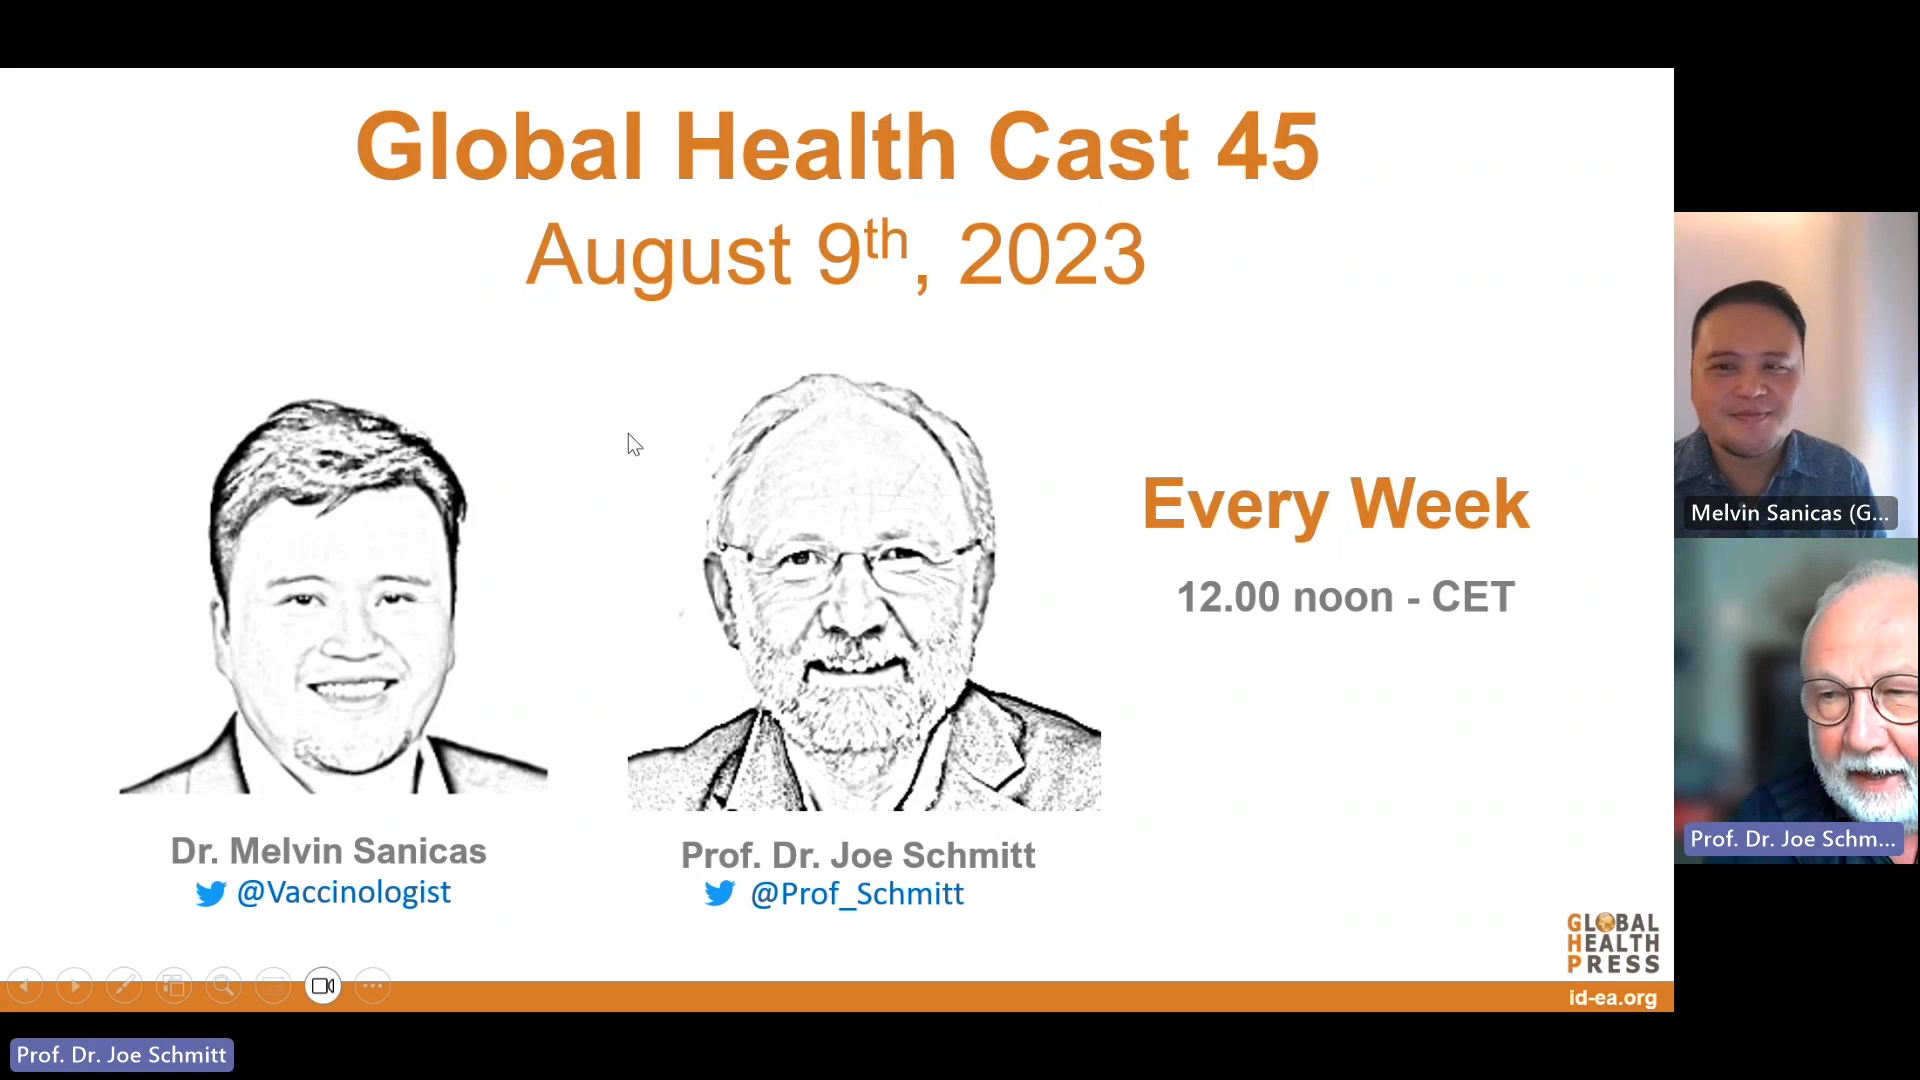 Global Health Cast 45
August 9th, 2023
Every Week
12.00 noon - CET
Dr. Melvin Sanicas
@Vaccinologist
Prof. Dr. Joe Schmitt
@Prof_Schmitt
GLOBAL
HEALTH
PRESS
id-ea.org
Melvin Sanicas (G...
Prof. Dr. Joe Schm...
Prof. Dr. Joe Schmitt